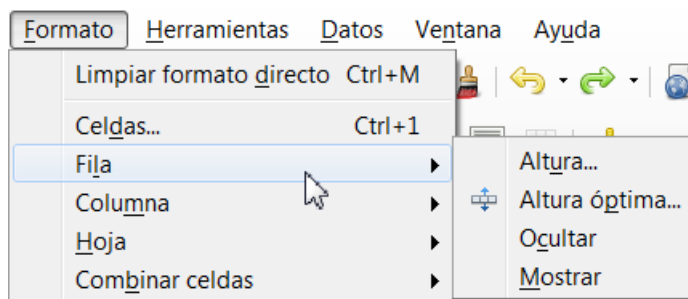 Formato Herramientas Datos Ventana Ayuda
Limpiar formato directo Ctrl+M
Celdas... Ctrl+1
Fila
Columna
Hoja
Combinar celdas
Altura...
Altura óptima...
Ocultar
Mostrar